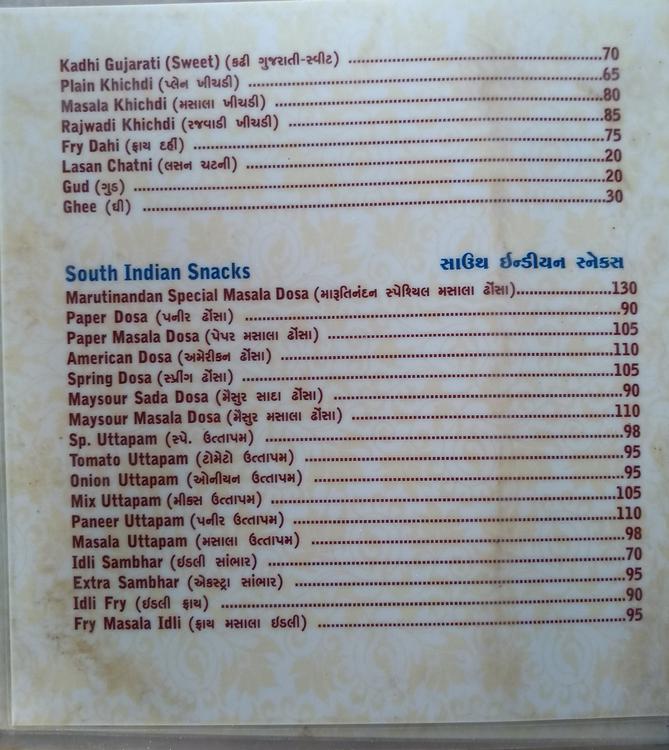 Kadhi Gujarati (Sweet) (કઢી ગુજરાતી-સ્વીટ) ........ 70
Plain Khichdi (પ્લેન ખીચડી) ........ 65
Masala Khichdi (મસાલા ખીચડી) ........ 80
Rajwadi Khichdi (રજવાડી ખીચડી) ........ 85
Fry Dahi (ફ્રાય દહીં) ........ 75
Lasan Chatni (લસન ચટની) ........ 20
Gud (ગુડ) ........ 20
Ghee (ઘી) ........ 30
South Indian Snacks સાઉથ ઈન્ડીયન સ્નેકસ
Marutinandan Special Masala Dosa (મારૂતિનંદન સ્પેશ્યિલ મસાલા ઢોંસા) ........ 130
Paper Dosa (પનીર ઢોંસા) ........ 90
Paper Masala Dosa (પેપર મસાલા ઢોંસા) ........ 105
American Dosa (અમેરીકન ઢોંસા) ........ 110
Spring Dosa (સ્પ્રીંગ ઢોંસા) ........ 105
Maysour Sada Dosa (મૈસુર સાદા ઢોંસા) ........ 90
Maysour Masala Dosa (મૈસુર મસાલા ઢોંસા) ........ 110
Sp. Uttapam (સ્પે. ઉત્તાપમ) ........ 98
Tomato Uttapam (ટોમેટો ઉત્તાપમ) ........ 95
Onion Uttapam (ઓનીયન ઉત્તાપમ) ........ 95
Mix Uttapam (મીક્સ ઉત્તાપમ) ........ 105
Paneer Uttapam (પનીર ઉત્તાપમ) ........ 110
Masala Uttapam (મસાલા ઉત્તાપમ) ........ 98
Idli Sambhar (ઈડલી સાંભાર) ........ 70
Extra Sambhar (એકસ્ટ્રા સાંભાર) ........ 95
Idli Fry (ઈડલી ફ્રાય) ........ 90
Fry Masala Idli (ફ્રાય મસાલા ઈડલી) ........ 95